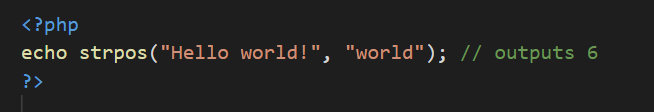 <?php
echo strpos("Hello world!", "world"); // outputs 6
?>